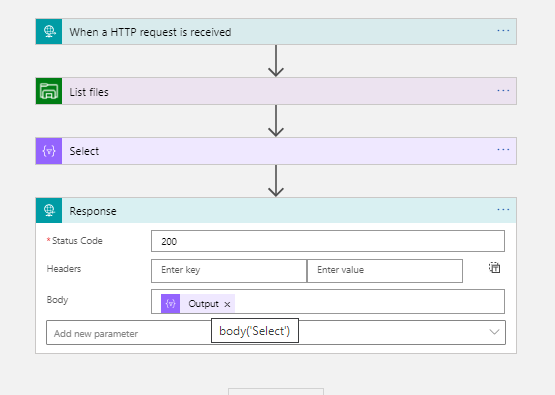 When a HTTP request is received
...
List files
...
{v} Select
...
Response
...
*Status Code
200
Headers
Enter key
Enter value
Body
{v} Output ×
Add new parameter
body('Select')